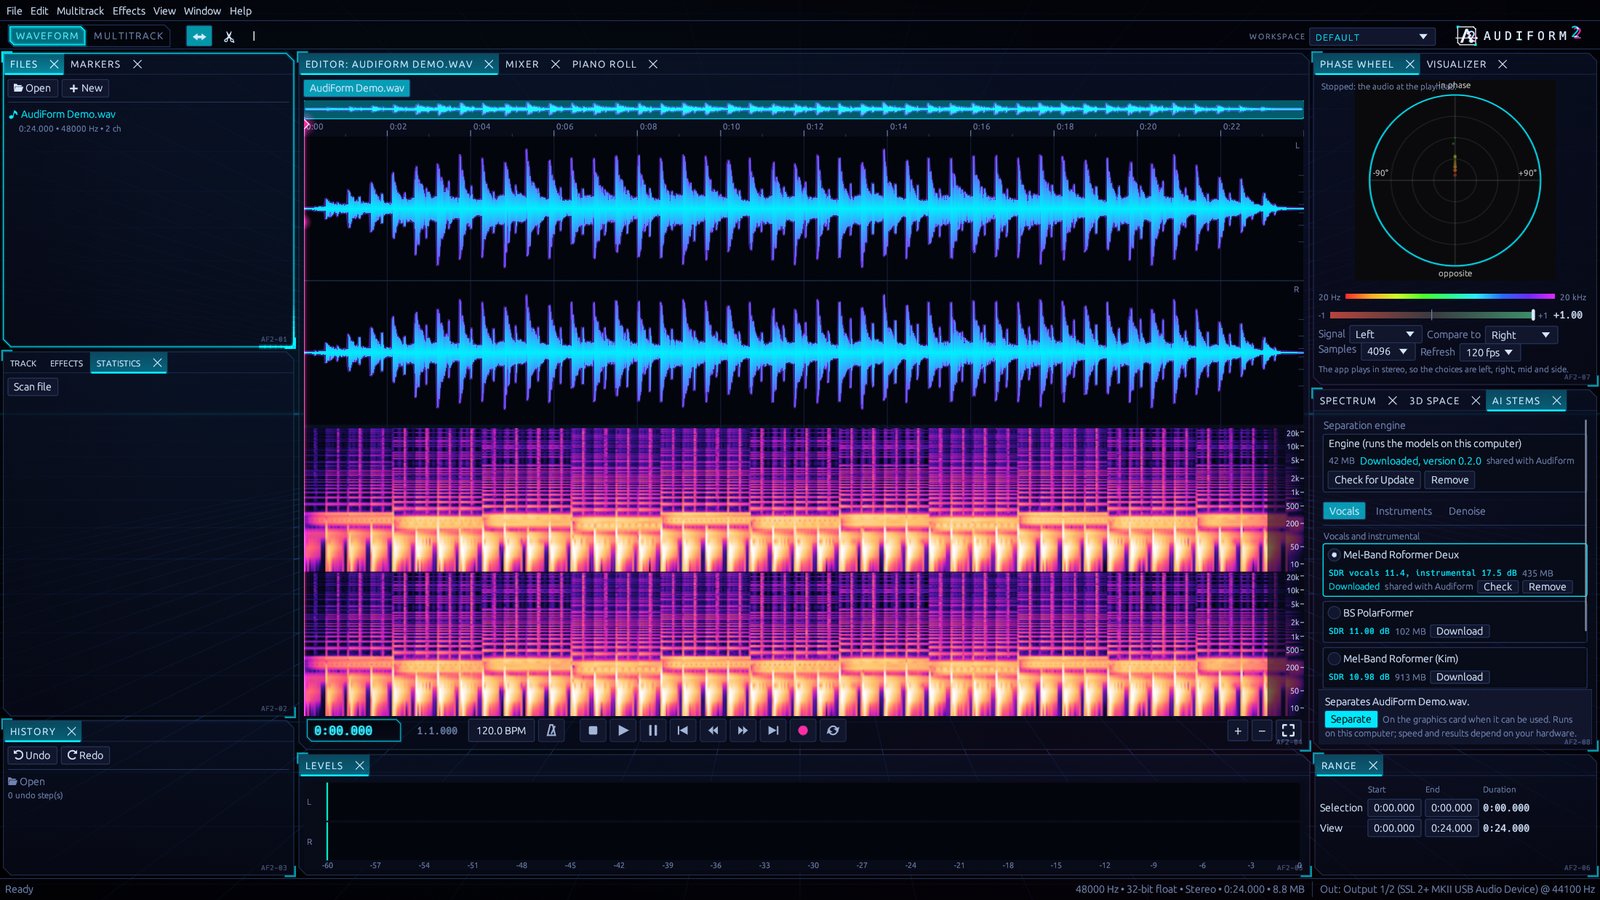 File Edit Multitrack Effects View Window Help
WAVEFORM MULTITRACK
WORKSPACE DEFAULT
AUDIFORM 2
FILES MARKERS
Open New
AudiForm Demo.wav
0:24.000 • 48000 Hz • 2 ch
AF2-01
TRACK EFFECTS STATISTICS
Scan file
AF2-02
HISTORY
Undo Redo
Open
0 undo step(s)
AF2-03
EDITOR: AUDIFORM DEMO.WAV MIXER PIANO ROLL
AudiForm Demo.wav
0:00 0:02 0:04 0:06 0:08 0:10 0:12 0:14 0:16 0:18 0:20 0:22
L
R
20k
10k
5k
2k
1k
500
200
50
10
20k
10k
5k
2k
1k
500
200
50
10
0:00.000 1.1.000 120.0 BPM
AF2-04
LEVELS
L
R
-60 -57 -54 -51 -48 -45 -42 -39 -36 -33 -30 -27 -24 -21 -18 -15 -12 -9 -6 -3 0
PHASE WHEEL VISUALIZER
Stopped: the audio at the
in phase
-90° +90°
opposite
20 Hz 20 kHz
-1 +1 +1.00
Signal Left Compare to Right
Samples 4096 Refresh 120 fps
The app plays in stereo, so the choices are left, right, mid and side.
AF2-07
SPECTRUM 3D SPACE AI STEMS
Separation engine
Engine (runs the models on this computer)
42 MB Downloaded, version 0.2.0 shared with Audiform
Check for Update Remove
Vocals Instruments Denoise
Vocals and instrumental
Mel-Band Roformer Deux
SDR vocals 11.4, instrumental 17.5 dB 435 MB
Downloaded shared with Audiform Check Remove
BS PolarFormer
SDR 11.00 dB 102 MB Download
Mel-Band Roformer (Kim)
SDR 10.98 dB 913 MB Download
Separates AudiForm Demo.wav.
Separate On the graphics card when it can be used. Runs
on this computer; speed and results depend on your hardware.
AF2-08
RANGE
Start End Duration
Selection 0:00.000 0:00.000 0:00.000
View 0:00.000 0:24.000 0:24.000
AF2-06
Ready
48000 Hz • 32-bit float • Stereo • 0:24.000 • 8.8 MB
Out: Output 1/2 (SSL 2+ MKII USB Audio Device) @ 44100 Hz